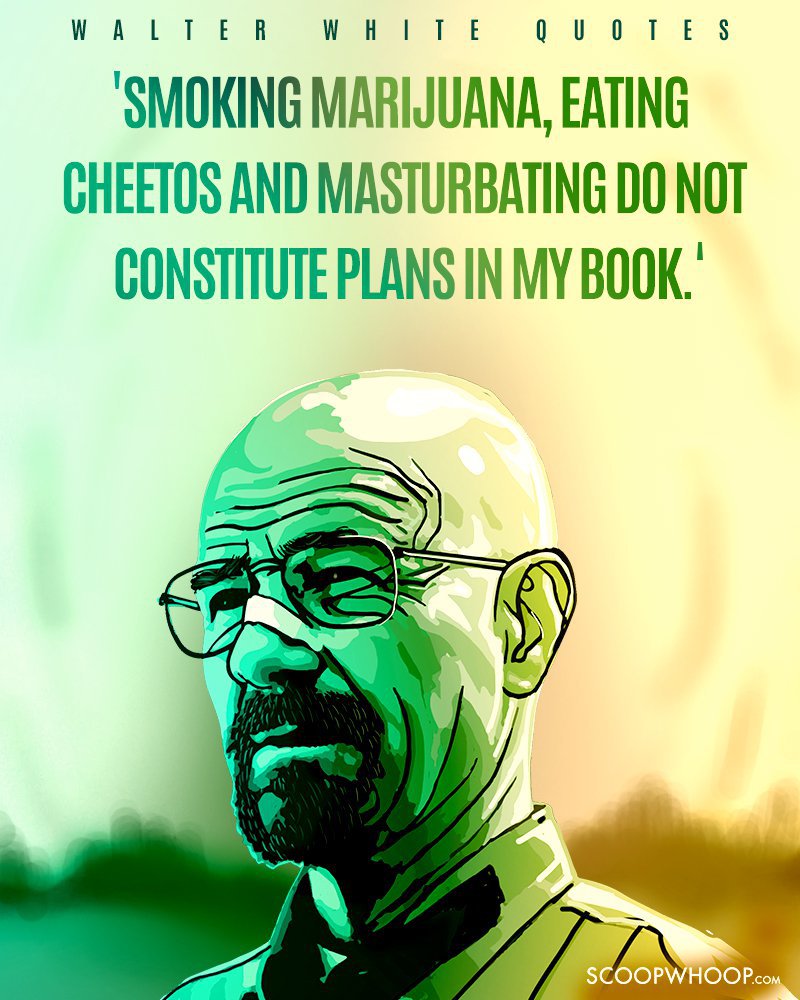 WALTER WHITE QUOTES
'SMOKING MARIJUANA, EATING
CHEETOS AND MASTURBATING DO NOT
CONSTITUTE PLANS IN MY BOOK.'
SCOOPWHOOP.COM